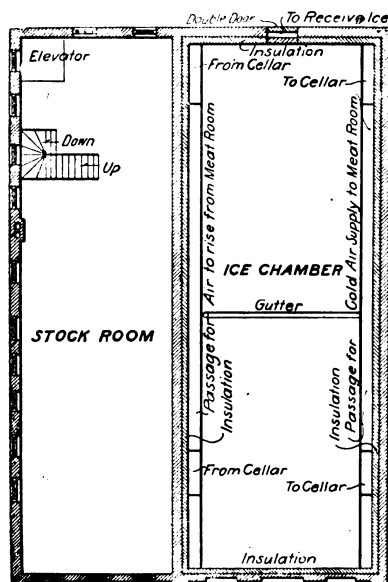 Double Door
To Receive Ice
Insulation
Elevator
From Cellar
To Cellar
Down
Up
Passage for Air to rise from Meat Room
Passage for Cold Air Supply to Meat Room
ICE CHAMBER
Gutter
STOCK ROOM
Insulation
Insulation
From Cellar
To Cellar
Insulation